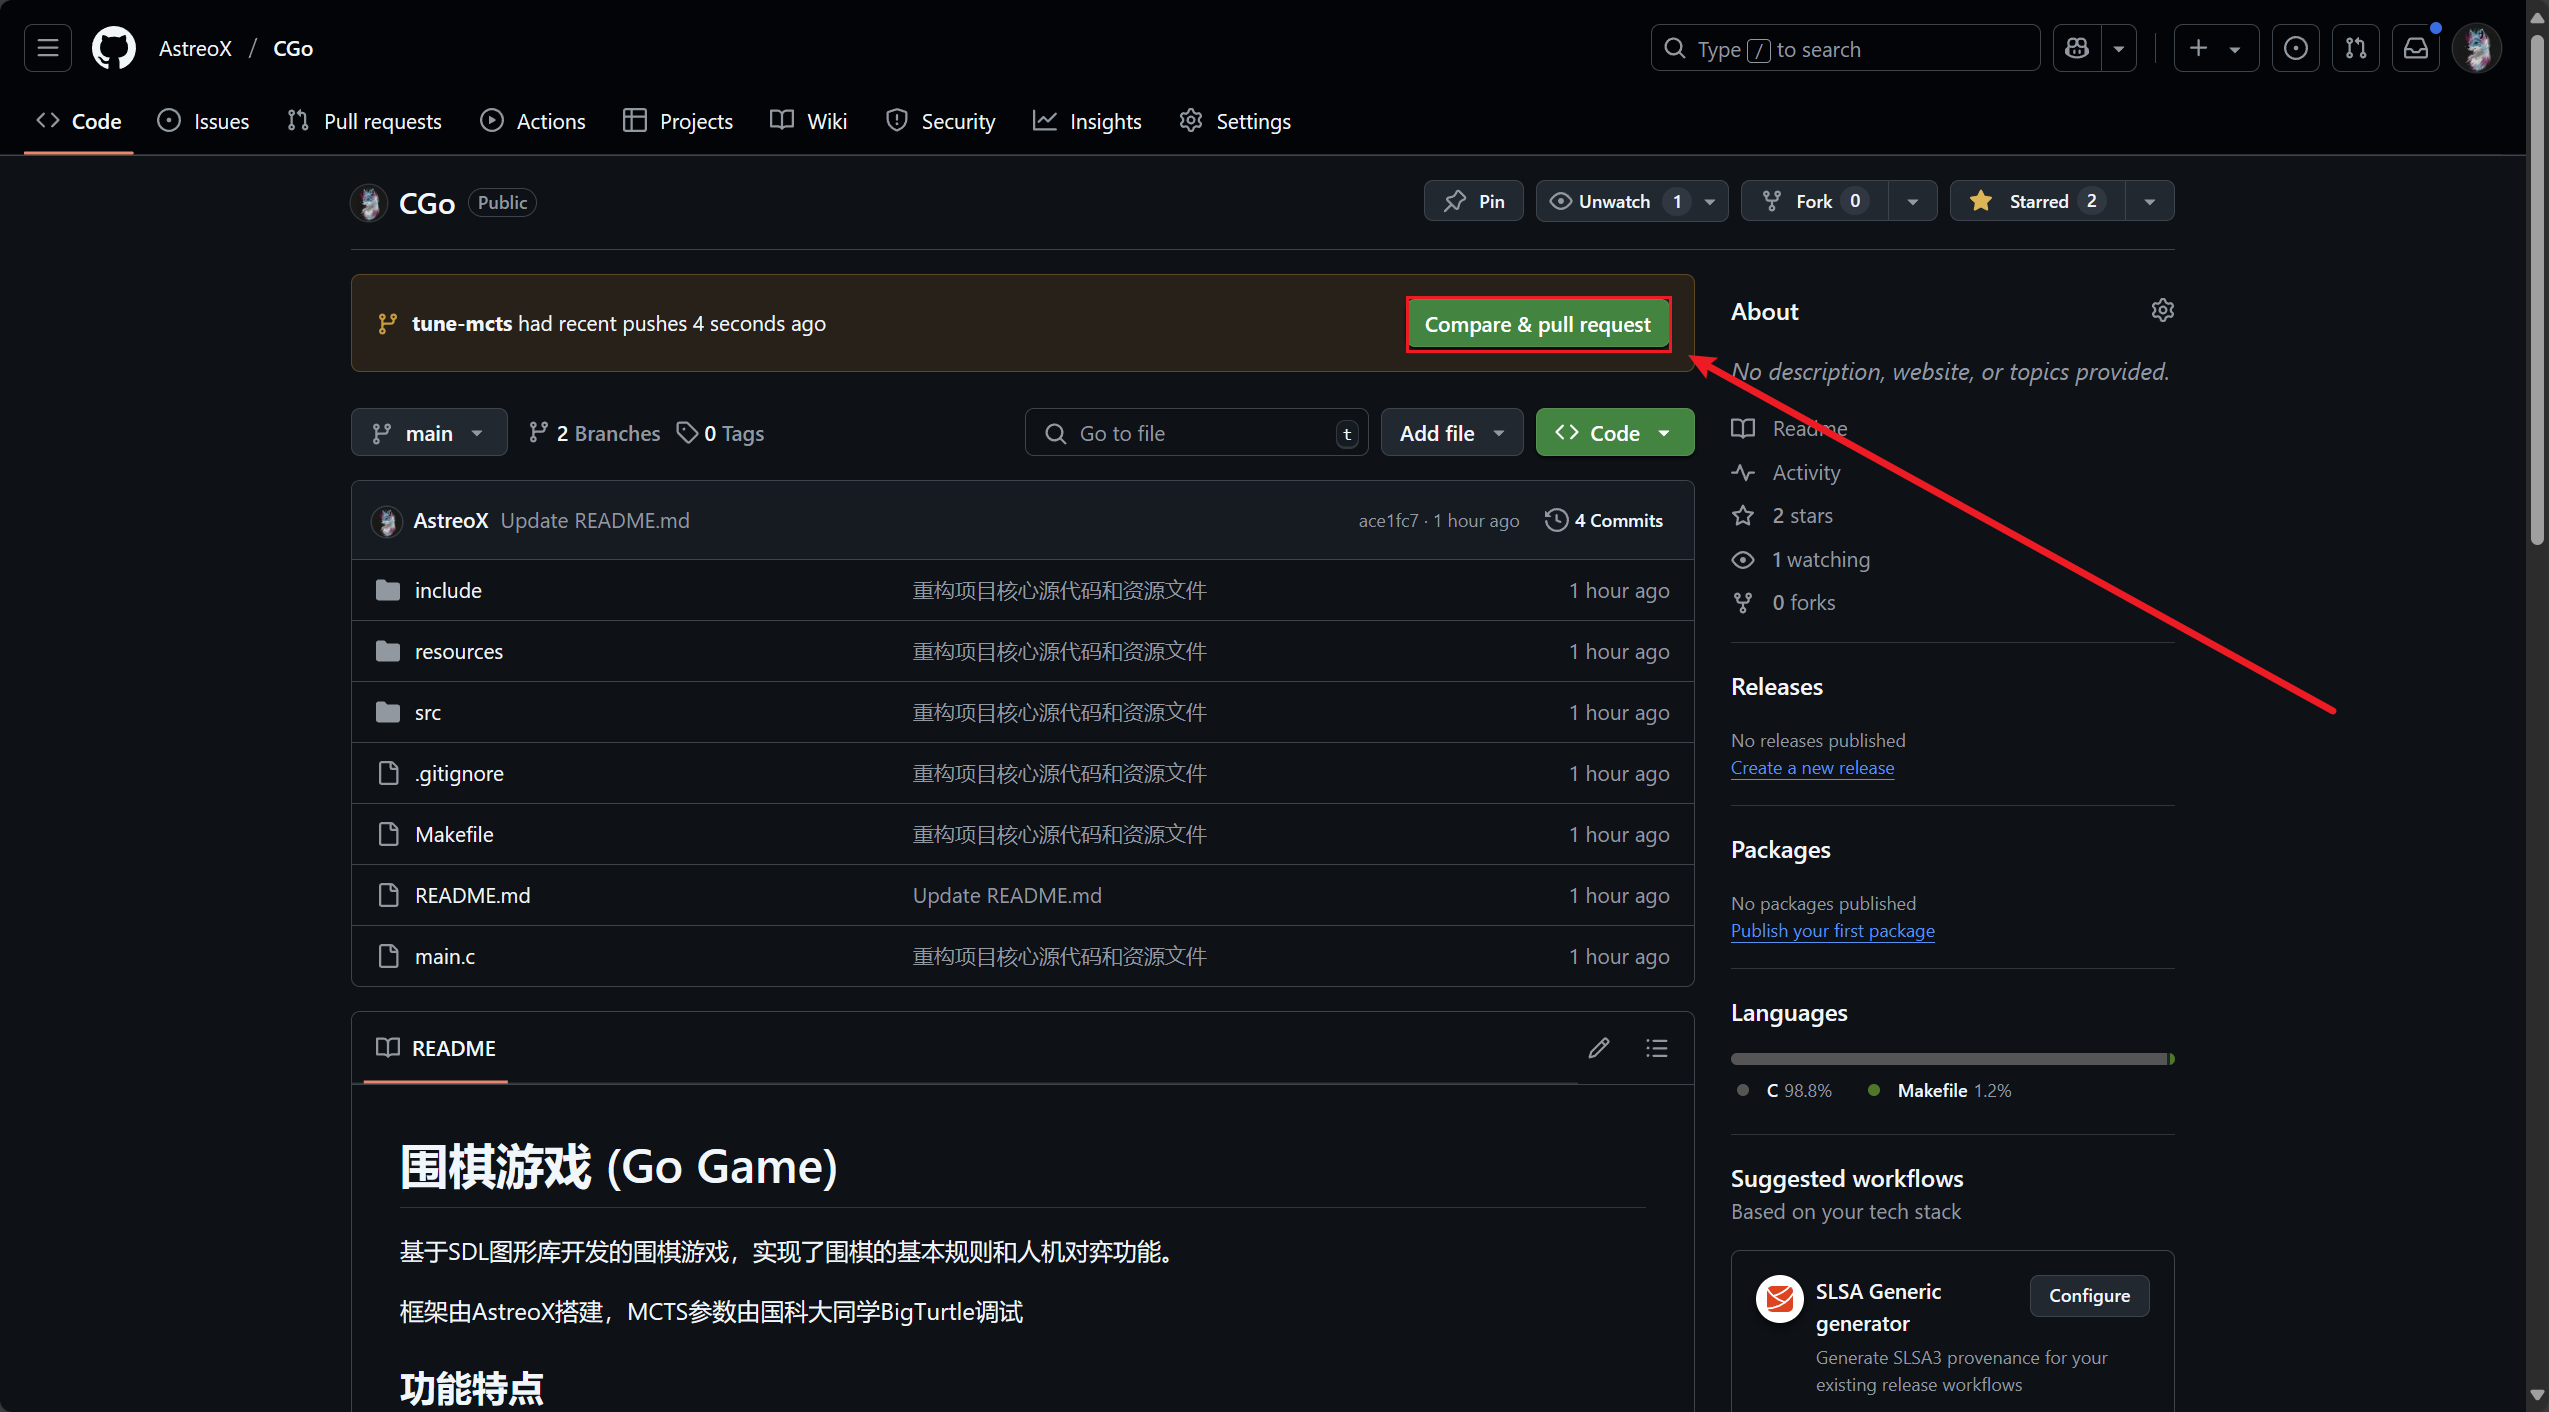 AstreoX / CGo
Type / to search
Code Issues Pull requests Actions Projects Wiki Security Insights Settings
CGo Public
Pin Unwatch 1 Fork 0 Starred 2
tune-mcts had recent pushes 4 seconds ago
Compare & pull request
main 2 Branches 0 Tags Go to file t Add file Code
AstreoX Update README.md ace1fc7 · 1 hour ago 4 Commits
include 重构项目核心源代码和资源文件 1 hour ago
resources 重构项目核心源代码和资源文件 1 hour ago
src 重构项目核心源代码和资源文件 1 hour ago
.gitignore 重构项目核心源代码和资源文件 1 hour ago
Makefile 重构项目核心源代码和资源文件 1 hour ago
README.md Update README.md 1 hour ago
main.c 重构项目核心源代码和资源文件 1 hour ago
README
围棋游戏 (Go Game)
基于SDL图形库开发的围棋游戏，实现了围棋的基本规则和人机对弈功能。
框架由AstreoX搭建，MCTS参数由国科大同学BigTurtle调试
功能特点
About
No description, website, or topics provided.
Readme
Activity
2 stars
1 watching
0 forks
Releases
No releases published
Create a new release
Packages
No packages published
Publish your first package
Languages
C 98.8% Makefile 1.2%
Suggested workflows
Based on your tech stack
SLSA Generic
generator
Configure
Generate SLSA3 provenance for your
existing release workflows